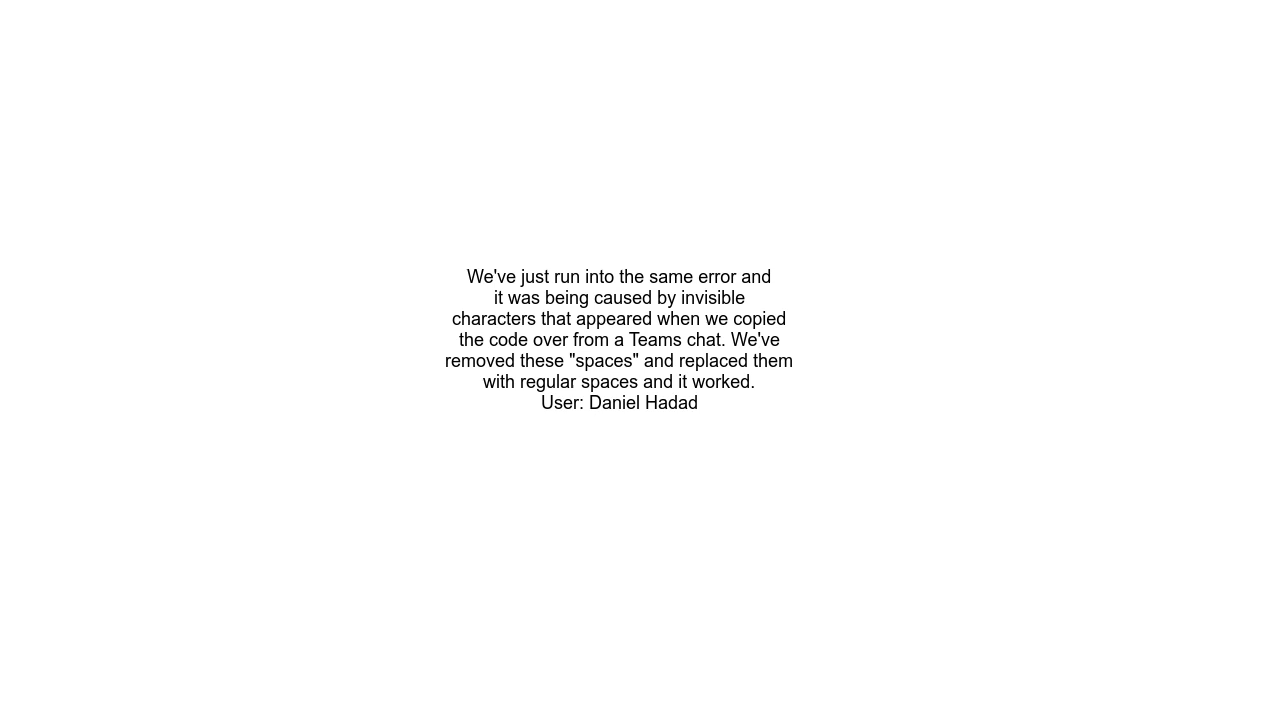 We've just run into the same error and
it was being caused by invisible
characters that appeared when we copied
the code over from a Teams chat. We've
removed these "spaces" and replaced them
with regular spaces and it worked.
User: Daniel Hadad